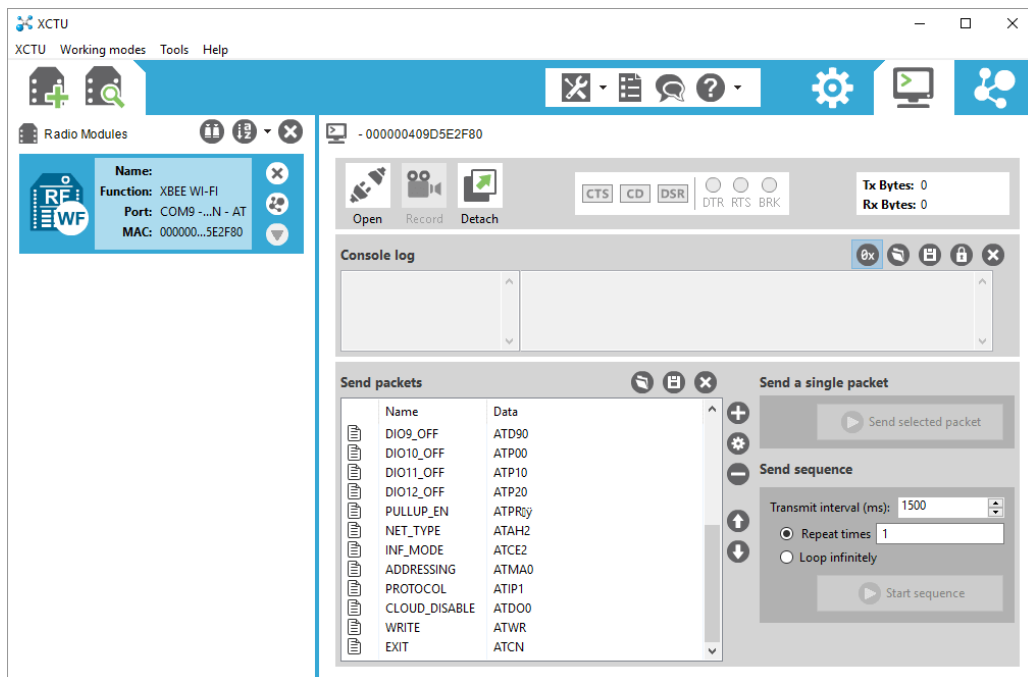 XCTU
XCTU Working modes Tools Help
Radio Modules
- 000000409D5E2F80
RF
WF
Name:
Function: XBEE WI-FI
Port: COM9 -...N - AT
MAC: 000000...5E2F80
Open Record Detach
CTS CD DSR DTR RTS BRK
Tx Bytes: 0
Rx Bytes: 0
Console log
0x
Send packets
Name Data
DIO9_OFF ATD90
DIO10_OFF ATP00
DIO11_OFF ATP10
DIO12_OFF ATP20
PULLUP_EN ATPR
NET_TYPE ATAH2
INF_MODE ATCE2
ADDRESSING ATMA0
PROTOCOL ATIP1
CLOUD_DISABLE ATDO0
WRITE ATWR
EXIT ATCN
Send a single packet
Send selected packet
Send sequence
Transmit interval (ms): 1500
Repeat times 1
Loop infinitely
Start sequence